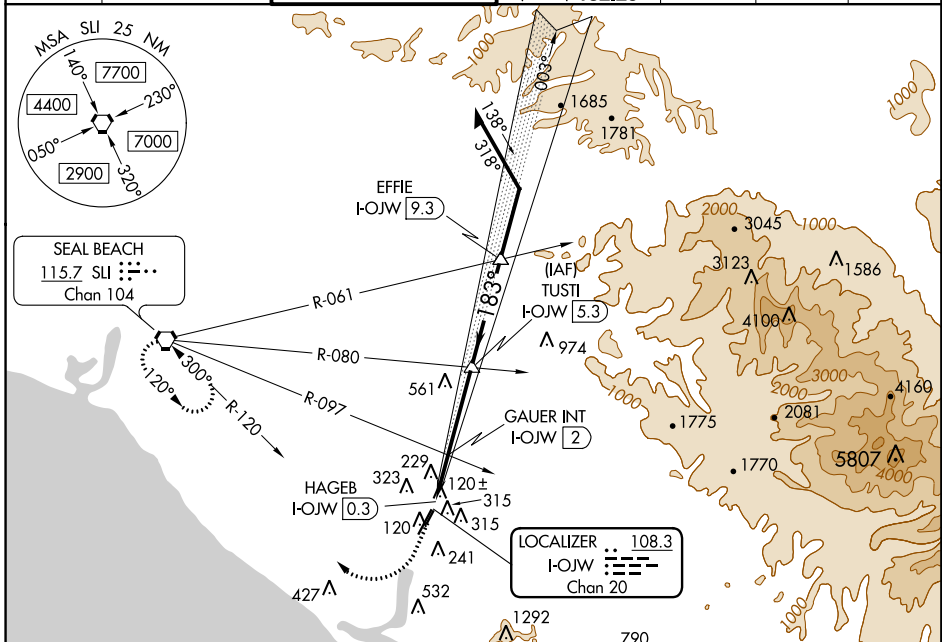 MSA SLI 25 NM
140°
7700
230°
4400
7000
050°
2900
320°
1000
003°
1685
1781
138°
318°
1000
EFFIE
I-OJW 9.3
2000
3045
1000
3123
1586
SEAL BEACH
115.7 SLI
Chan 104
R-061
183°
(IAF)
TUSTI
I-OJW 5.3
4100
974
R-080
300°
120°
R-120
R-097
561
1000
3000
2000
4160
1775
2081
GAUER INT
I-OJW 2
5807
4000
1770
229
323
120±
HAGEB
I-OJW 0.3
315
120
315
241
LOCALIZER 108.3
I-OJW
Chan 20
427
532
1292
790
1000